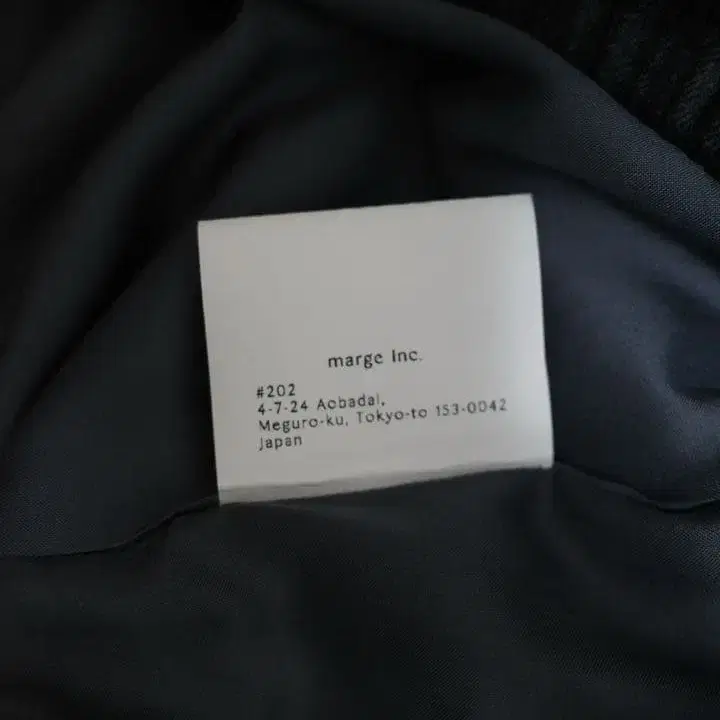 marge Inc.
#202
4-7-24 Aobadai,
Meguro-ku, Tokyo-to 153-0042
Japan